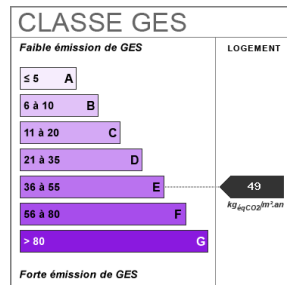 CLASSE GES
Faible émission de GES
LOGEMENT
≤ 5 A
6 à 10 B
11 à 20 C
21 à 35 D
36 à 55 E
49
kgéqCO2/m².an
56 à 80 F
> 80 G
Forte émission de GES